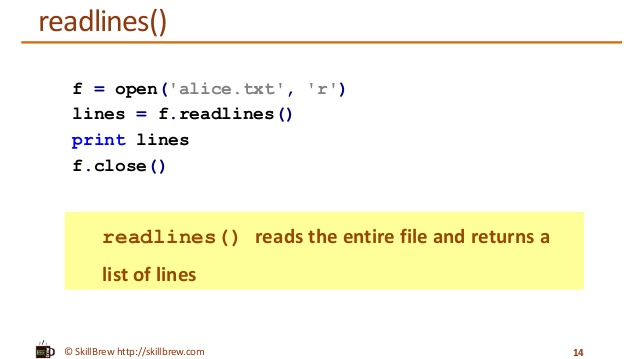 readlines()
f = open('alice.txt', 'r')
lines = f.readlines()
print lines
f.close()
readlines() reads the entire file and returns a
list of lines
© SkillBrew http://skillbrew.com
14